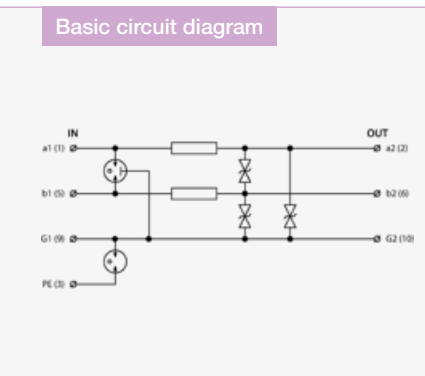 Basic circuit diagram
IN OUT
a1 (1) a2 (2)
b1 (5) b2 (6)
G1 (9) G2 (10)
PE (3)